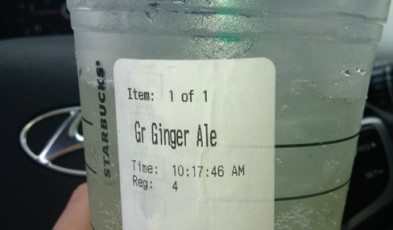 STARBUCKS®
Item: 1 of 1
Gr Ginger Ale
Time: 10:17:46 AM
Reg: 4